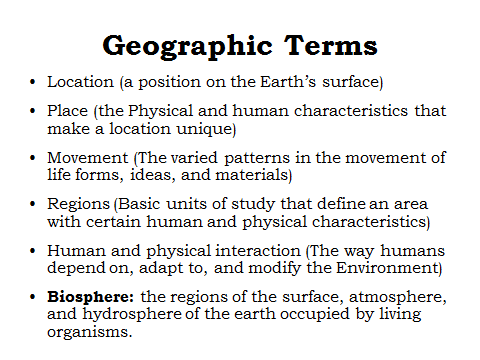 Geographic Terms
• Location (a position on the Earth's surface)
• Place (the Physical and human characteristics that
make a location unique)
• Movement (The varied patterns in the movement of
life forms, ideas, and materials)
• Regions (Basic units of study that define an area
with certain human and physical characteristics)
• Human and physical interaction (The way humans
depend on, adapt to, and modify the Environment)
• Biosphere: the regions of the surface, atmosphere,
and hydrosphere of the earth occupied by living
organisms.